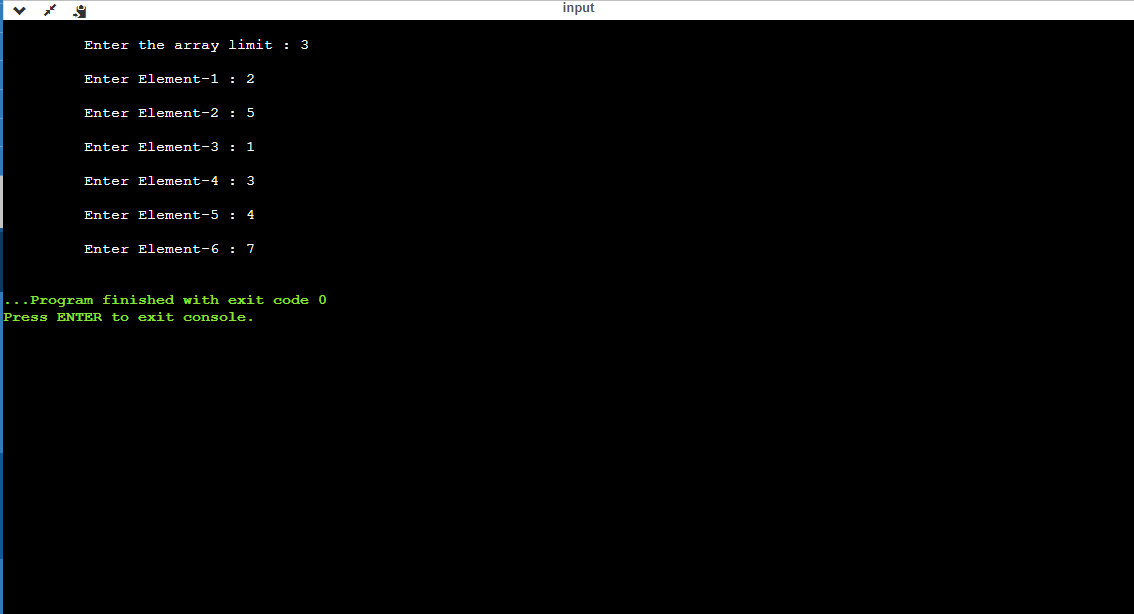 input
Enter the array limit : 3
Enter Element-1 : 2
Enter Element-2 : 5
Enter Element-3 : 1
Enter Element-4 : 3
Enter Element-5 : 4
Enter Element-6 : 7
...Program finished with exit code 0
Press ENTER to exit console.